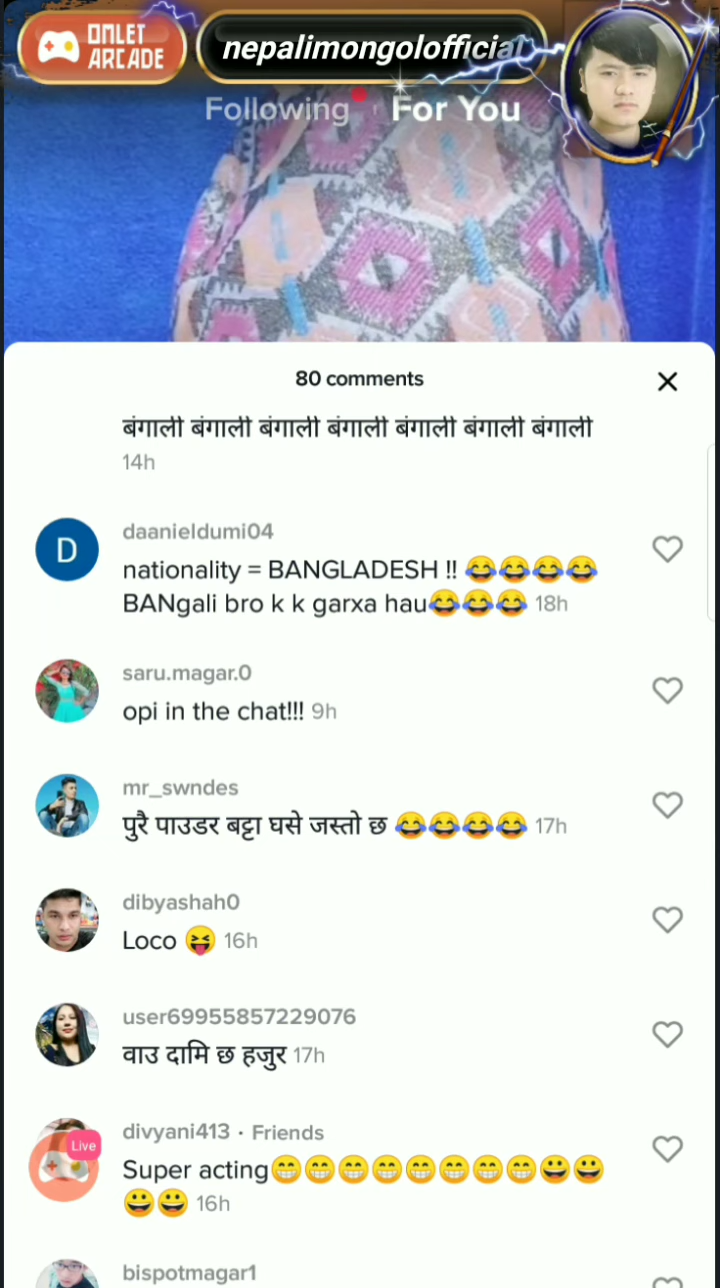 OMLET
ARCADE
nepalimongolofficial
Following For You
80 comments
बंगाली बंगाली बंगाली बंगाली बंगाली बंगाली बंगाली
14h
D
daanieldumi04
nationality = BANGLADESH !! 😂😂😂😂
BANgali bro k k garxa hau😂😂😂 18h
saru.magar.0
opi in the chat!!! 9h
mr_swndes
पुरै पाउडर बट्टा घसे जस्तो छ 😂😂😂😂 17h
dibyashah0
Loco 😝 16h
user69955857229076
वाउ दामि छ हजुर 17h
Live
divyani413 · Friends
Super acting😁😁😁😁😁😁😁😁😀😀
😀😀 16h
bispotmagar1